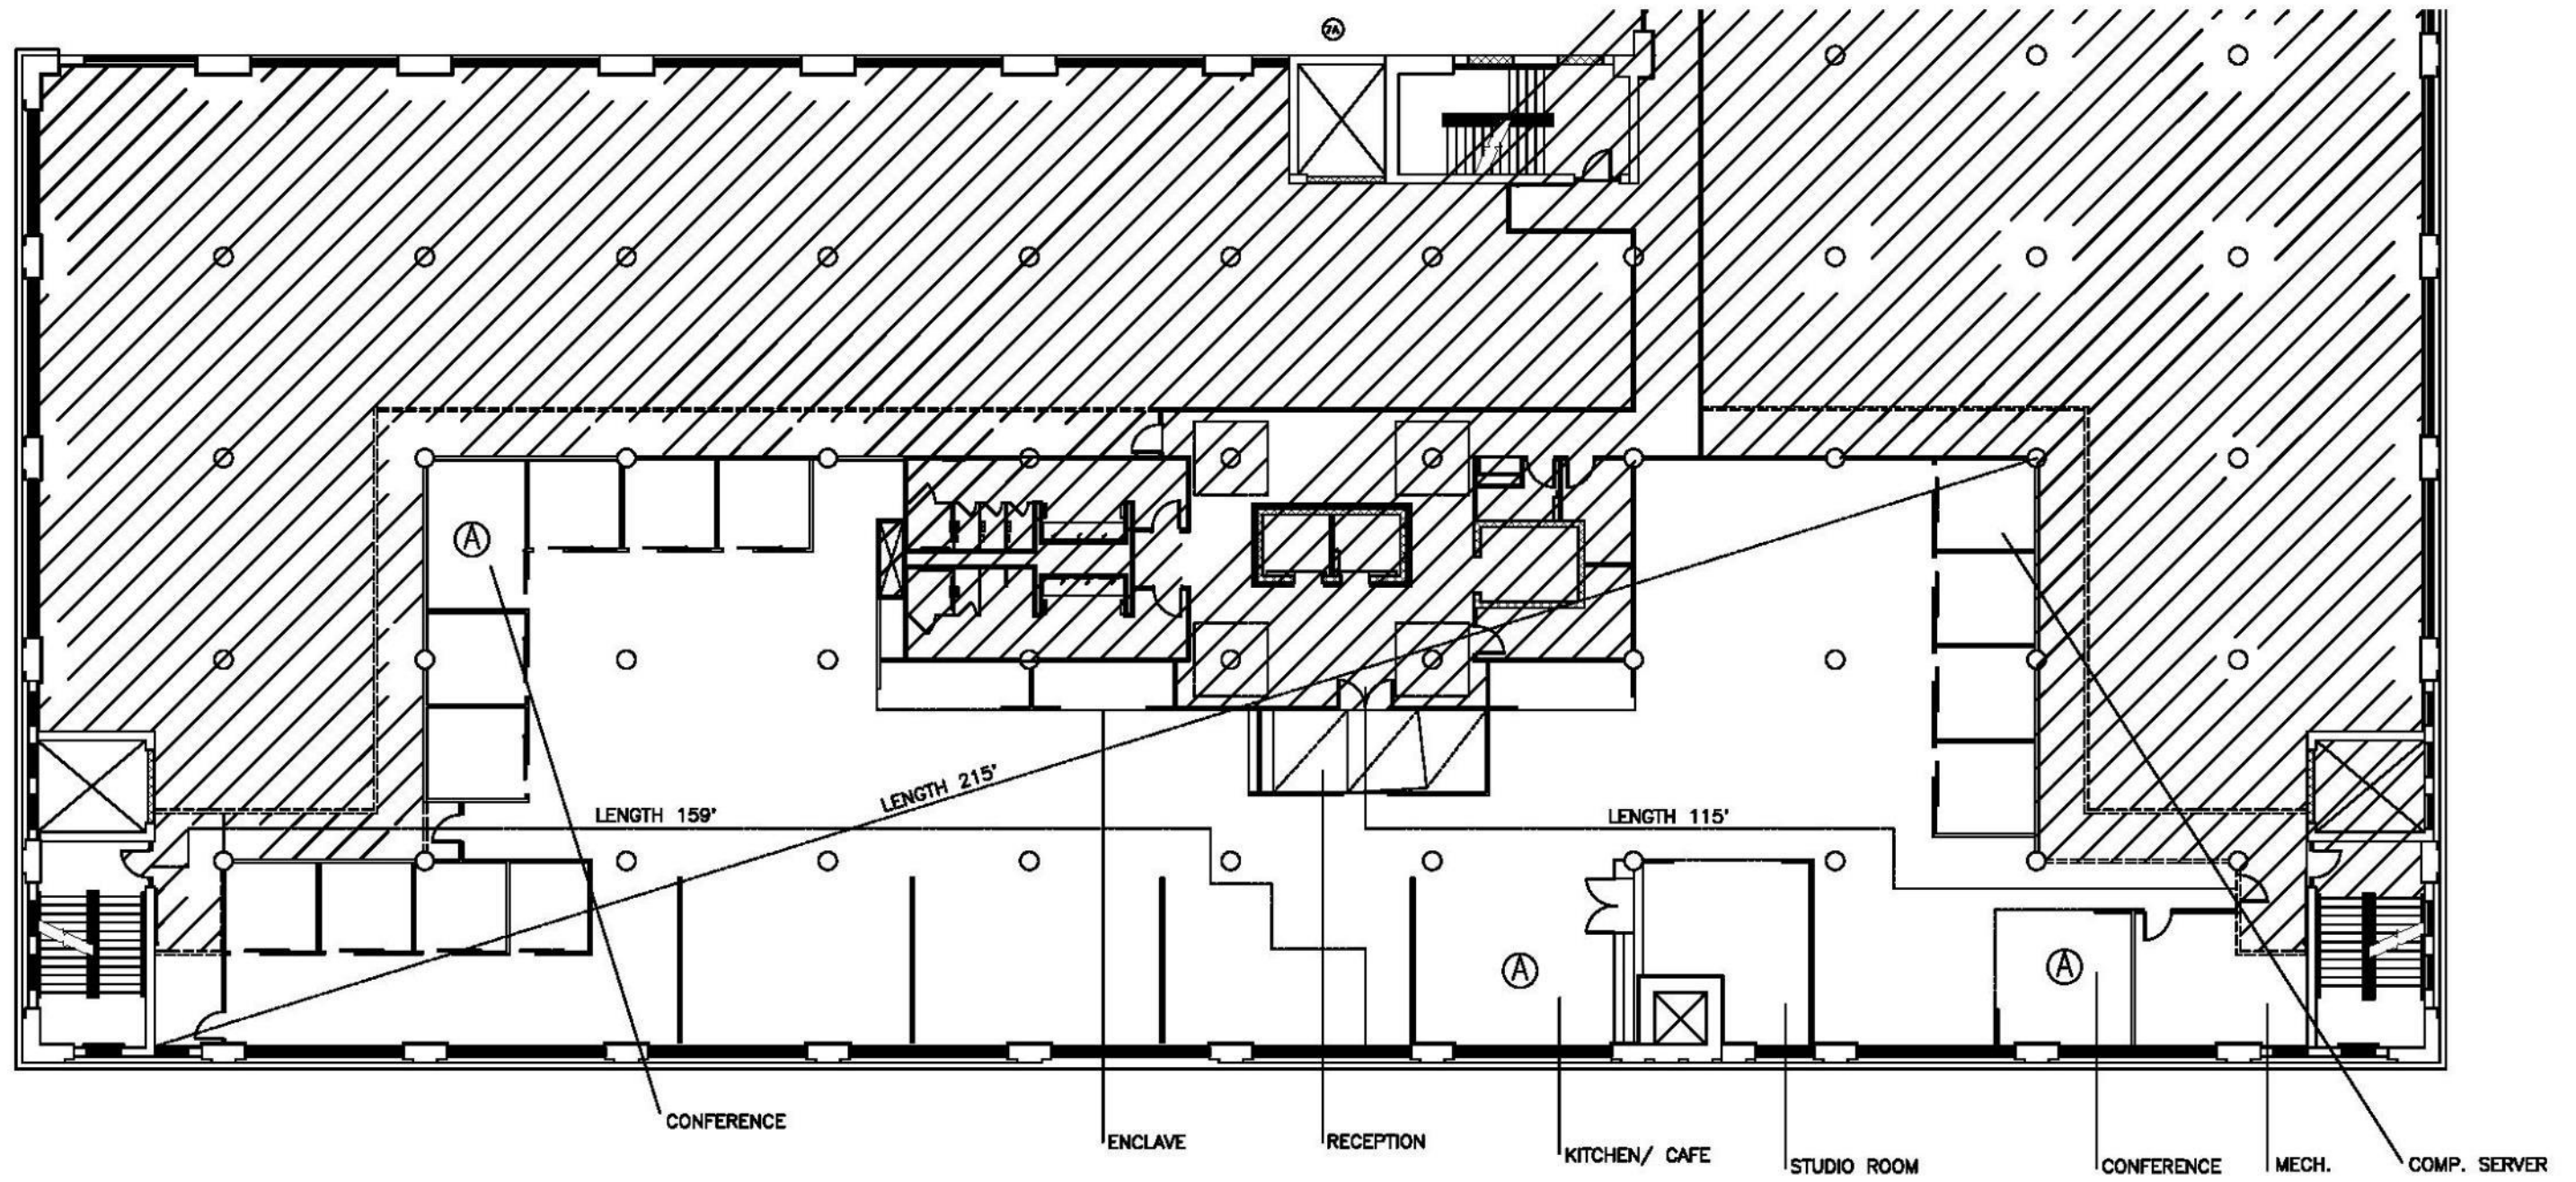 7A
A
LENGTH 215'
LENGTH 159'
LENGTH 115'
A
A
CONFERENCE
ENCLAVE
RECEPTION
KITCHEN/ CAFE
STUDIO ROOM
CONFERENCE
MECH.
COMP. SERVER